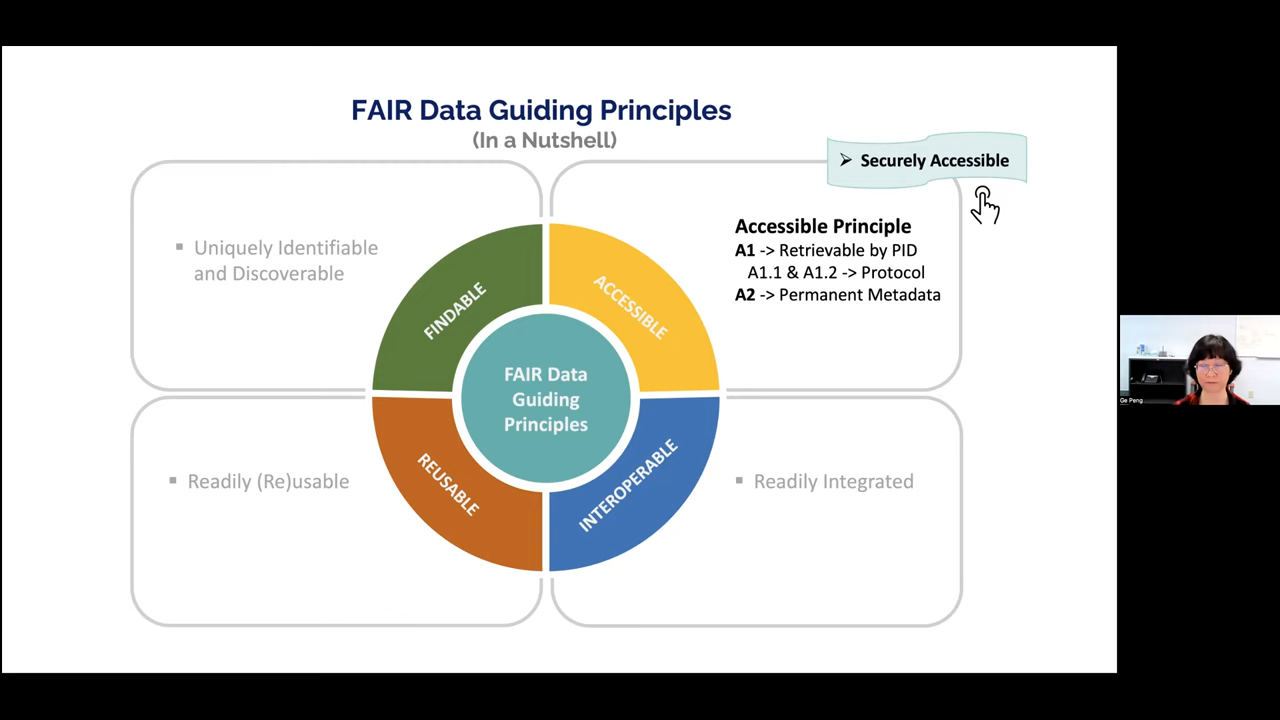 FAIR Data Guiding Principles
(In a Nutshell)
➢ Securely Accessible
▪ Uniquely Identifiable
and Discoverable
Accessible Principle
A1 -> Retrievable by PID
A1.1 & A1.2 -> Protocol
A2 -> Permanent Metadata
FINDABLE
ACCESSIBLE
FAIR Data
Guiding
Principles
REUSABLE
INTEROPERABLE
▪ Readily (Re)usable
▪ Readily Integrated
Ge Peng